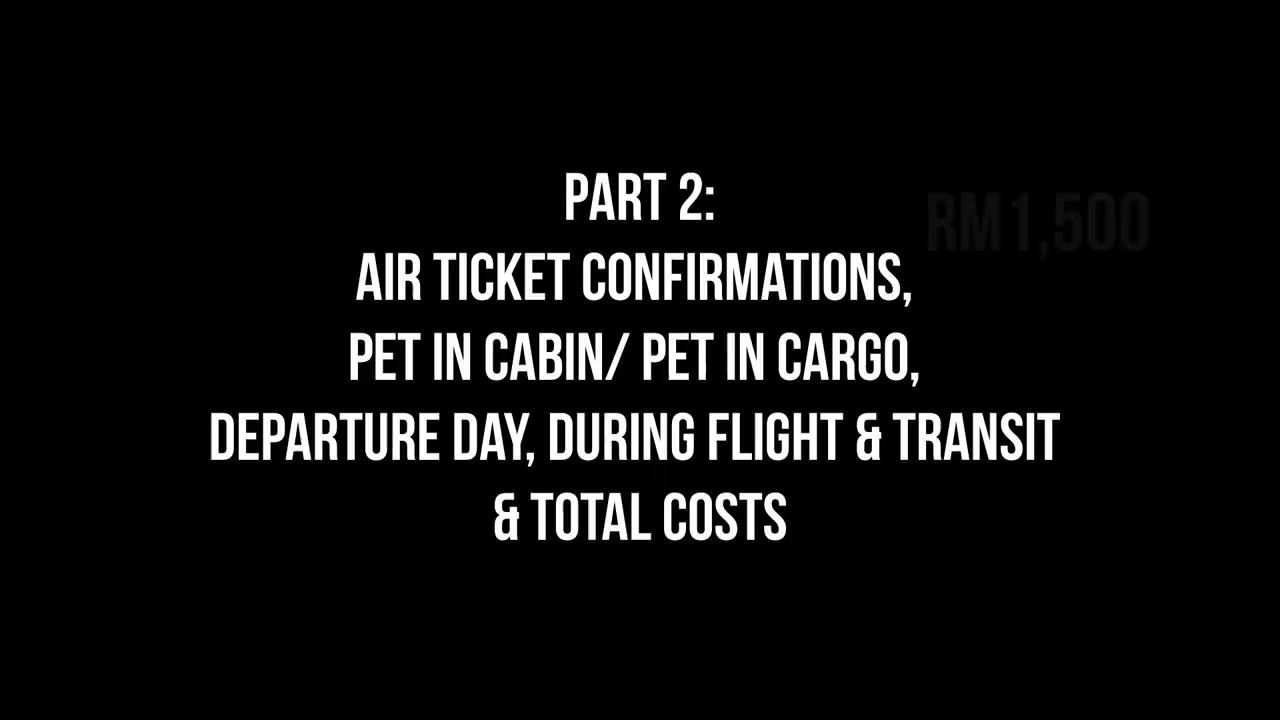 PART 2:
RM1,500
AIR TICKET CONFIRMATIONS,
PET IN CABIN/ PET IN CARGO,
DEPARTURE DAY, DURING FLIGHT & TRANSIT
& TOTAL COSTS